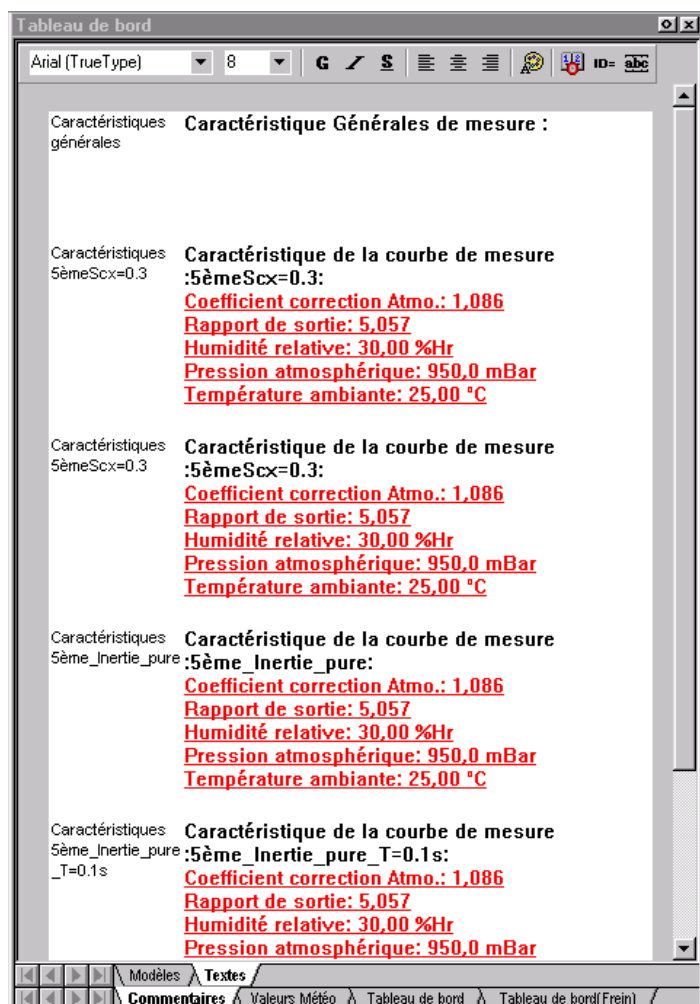 Tableau de bord
Arial (TrueType) 8 G I S ID= abc
Caractéristiques générales
Caractéristique Générales de mesure :
Caractéristiques
5èmeScx=0.3
Caractéristique de la courbe de mesure
:5èmeScx=0.3:
Coefficient correction Atmo.: 1,086
Rapport de sortie: 5,057
Humidité relative: 30,00 %Hr
Pression atmosphérique: 950,0 mBar
Température ambiante: 25,00 °C
Caractéristiques
5èmeScx=0.3
Caractéristique de la courbe de mesure
:5èmeScx=0.3:
Coefficient correction Atmo.: 1,086
Rapport de sortie: 5,057
Humidité relative: 30,00 %Hr
Pression atmosphérique: 950,0 mBar
Température ambiante: 25,00 °C
Caractéristiques
5ème_Inertie_pure
Caractéristique de la courbe de mesure
:5ème_Inertie_pure:
Coefficient correction Atmo.: 1,086
Rapport de sortie: 5,057
Humidité relative: 30,00 %Hr
Pression atmosphérique: 950,0 mBar
Température ambiante: 25,00 °C
Caractéristiques
5ème_Inertie_pure
_T=0.1s
Caractéristique de la courbe de mesure
:5ème_Inertie_pure_T=0.1s:
Coefficient correction Atmo.: 1,086
Rapport de sortie: 5,057
Humidité relative: 30,00 %Hr
Pression atmosphérique: 950,0 mBar
Modèles Textes
Commentaires Valeurs Météo Tableau de bord Tableau de bord(Frein)